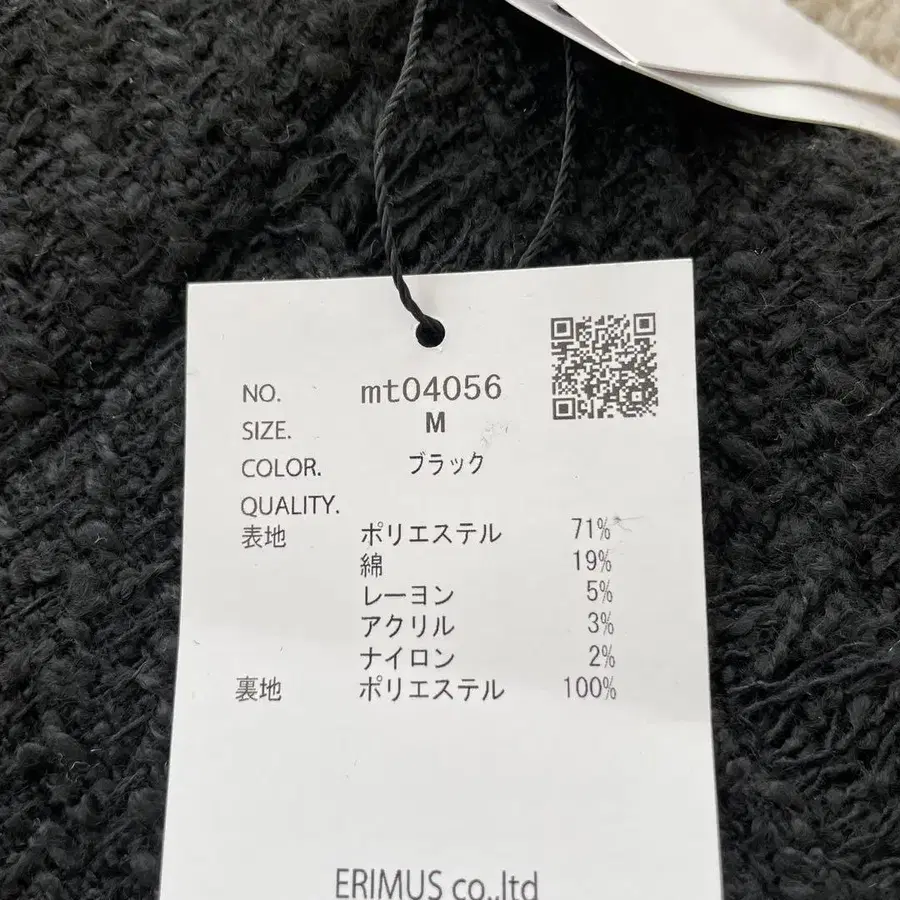 NO. mt04056
SIZE. M
COLOR. ブラック
QUALITY.
表地 ポリエステル 71%
綿 19%
レーヨン 5%
アクリル 3%
ナイロン 2%
裏地 ポリエステル 100%
ERIMUS co.,ltd